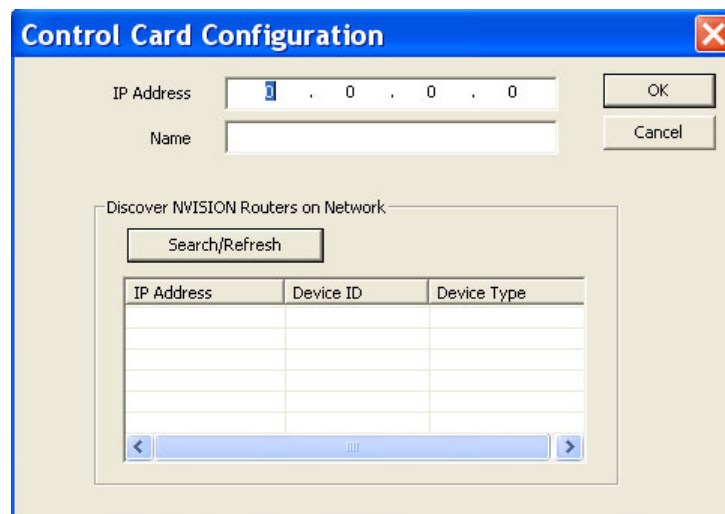 Control Card Configuration
IP Address 0 . 0 . 0 . 0 OK
Name Cancel
Discover NVISION Routers on Network
Search/Refresh
IP Address Device ID Device Type